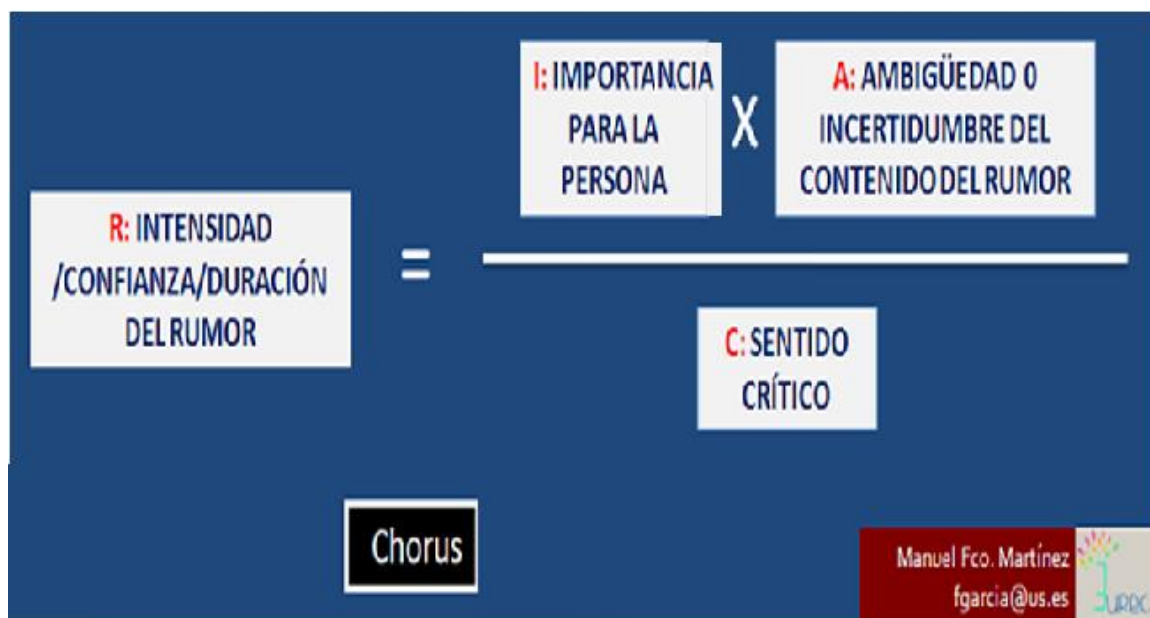 I: IMPORTANCIA
PARA LA
PERSONA
X
A: AMBIGÜEDAD 0
INCERTIDUMBRE DEL
CONTENIDO DEL RUMOR
R: INTENSIDAD
/CONFIANZA/DURACIÓN
DEL RUMOR
=
C: SENTIDO
CRÍTICO
Chorus
Manuel Fco. Martínez
fgarcia@us.es